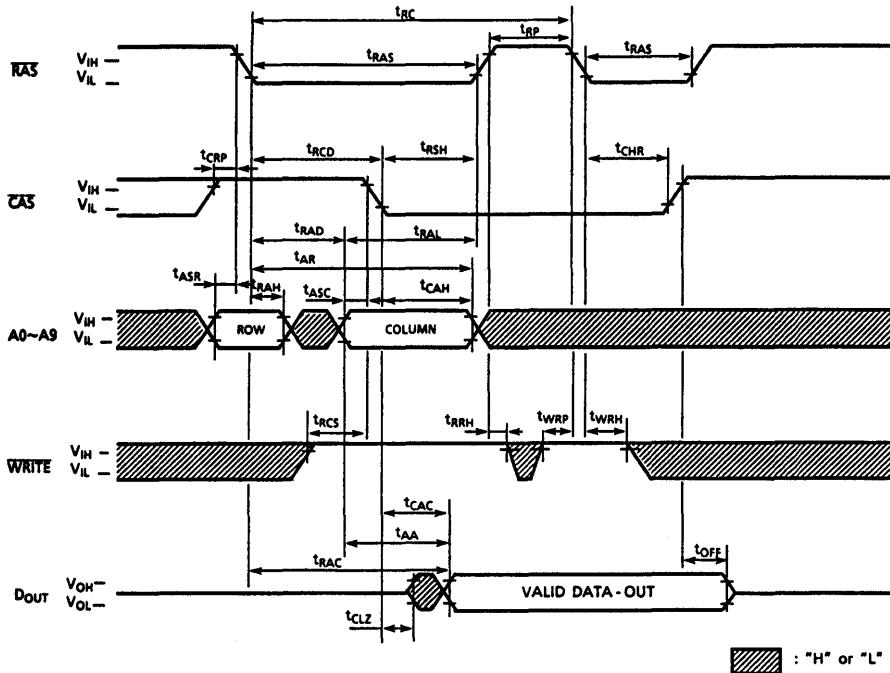 tRC
tRP
tRAS
tRAS
RAS
VIH
VIL
tRCD
tRSH
tCHR
tCRP
CAS
VIH
VIL
tRAD
tRAL
tAR
tASR
tRAH
tASC
tCAH
A0~A9
VIH
VIL
ROW
COLUMN
tRCS
tRRH
tWRP
tWRH
WRITE
VIH
VIL
tCAC
tAA
tOFF
tRAC
DOUT
VOH
VOL
VALID DATA - OUT
tCLZ
: "H" or "L"